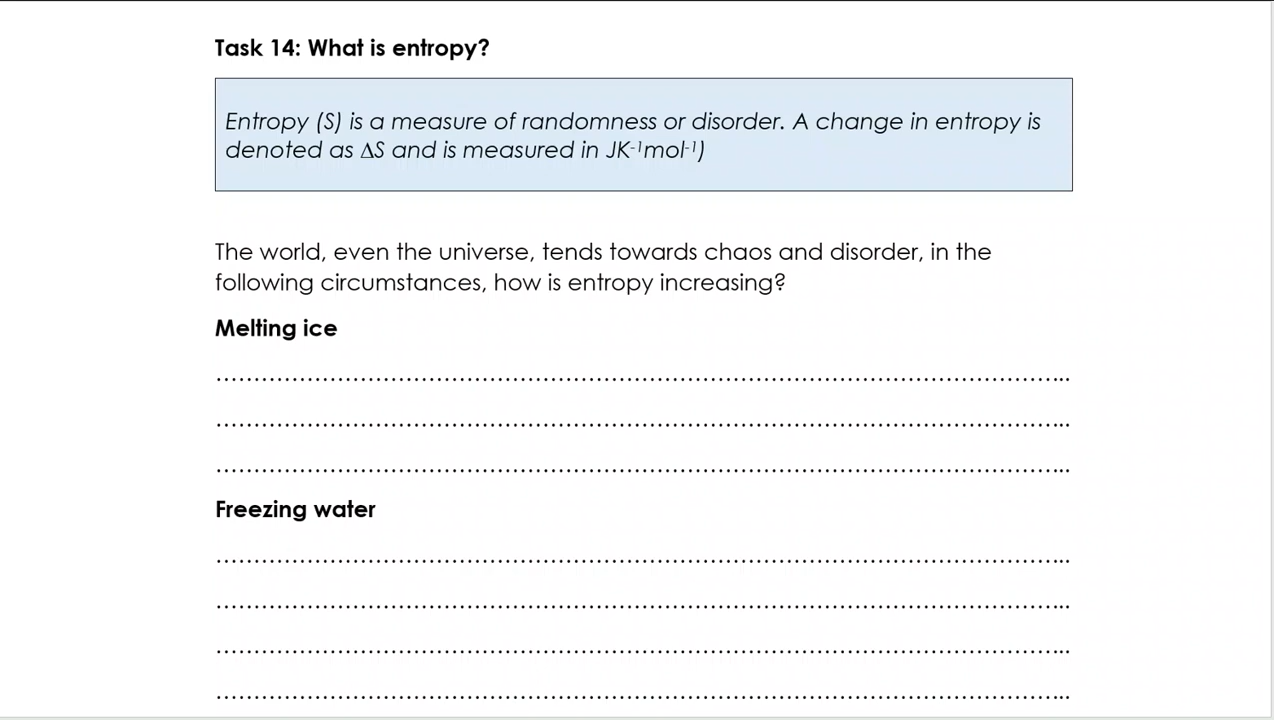 Task 14: What is entropy?
Entropy (S) is a measure of randomness or disorder. A change in entropy is
denoted as ΔS and is measured in JK⁻¹mol⁻¹)
The world, even the universe, tends towards chaos and disorder, in the
following circumstances, how is entropy increasing?
Melting ice
Freezing water